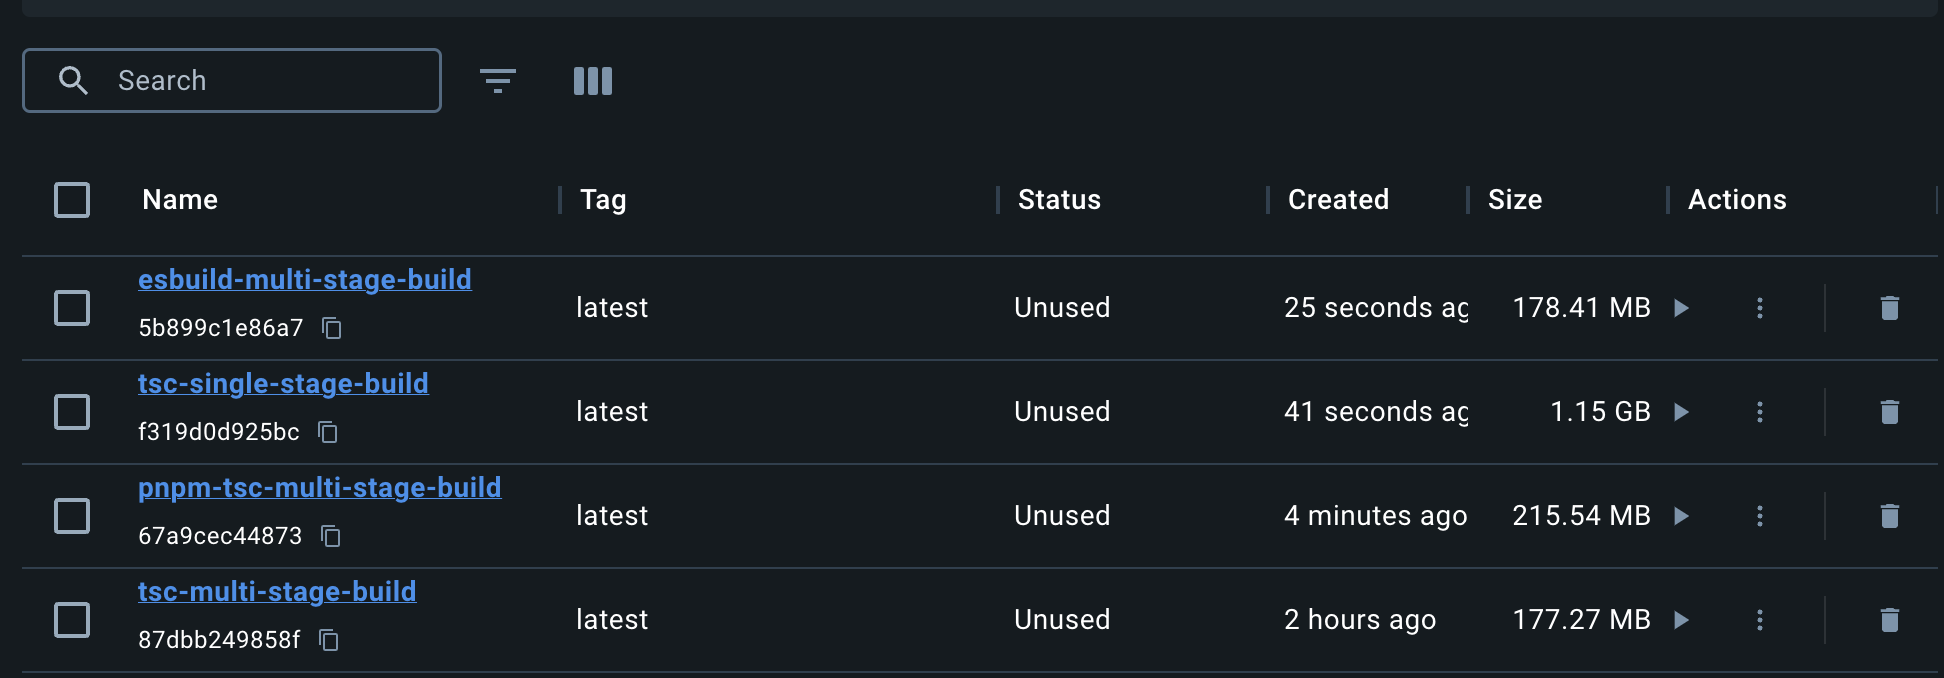 Search
Name Tag Status Created Size Actions
esbuild-multi-stage-build
5b899c1e86a7
latest Unused 25 seconds ag 178.41 MB
tsc-single-stage-build
f319d0d925bc
latest Unused 41 seconds ag 1.15 GB
pnpm-tsc-multi-stage-build
67a9cec44873
latest Unused 4 minutes ago 215.54 MB
tsc-multi-stage-build
87dbb249858f
latest Unused 2 hours ago 177.27 MB